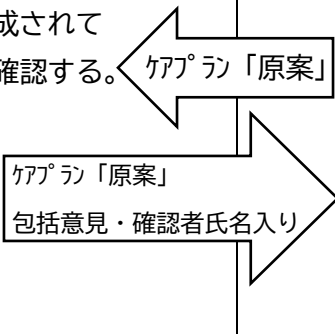 成されて
確認する。
ｹｱﾌﾟﾗﾝ「原案」
ｹｱﾌﾟﾗﾝ「原案」
包括意見・確認者氏名入り